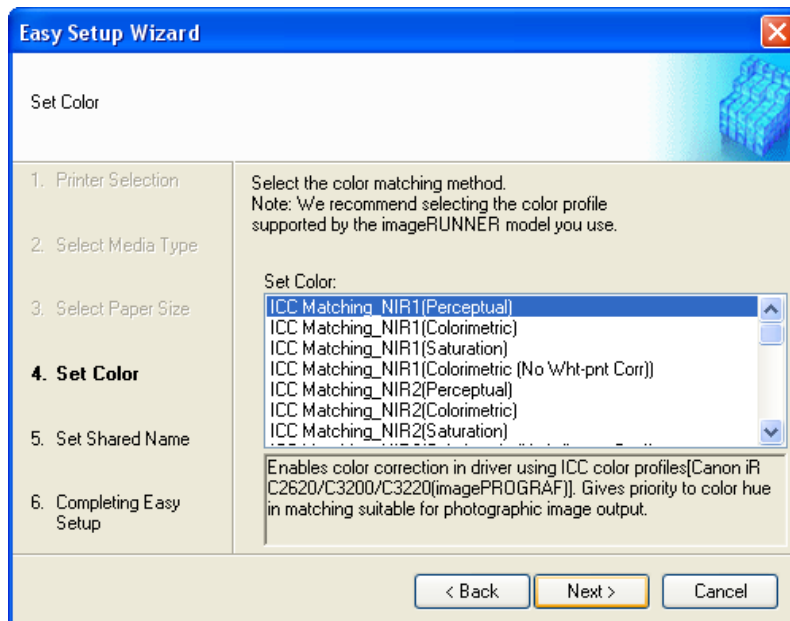 Easy Setup Wizard
Set Color
1. Printer Selection
2. Select Media Type
3. Select Paper Size
4. Set Color
5. Set Shared Name
6. Completing Easy
Setup
Select the color matching method.
Note: We recommend selecting the color profile
supported by the imageRUNNER model you use.
Set Color:
ICC Matching_NIR1(Perceptual)
ICC Matching_NIR1(Colorimetric)
ICC Matching_NIR1(Saturation)
ICC Matching_NIR1(Colorimetric (No Wht-pnt Corr))
ICC Matching_NIR2(Perceptual)
ICC Matching_NIR2(Colorimetric)
ICC Matching_NIR2(Saturation)
Enables color correction in driver using ICC color profiles[Canon iR
C2620/C3200/C3220(imagePROGRAF)]. Gives priority to color hue
in matching suitable for photographic image output.
< Back
Next >
Cancel